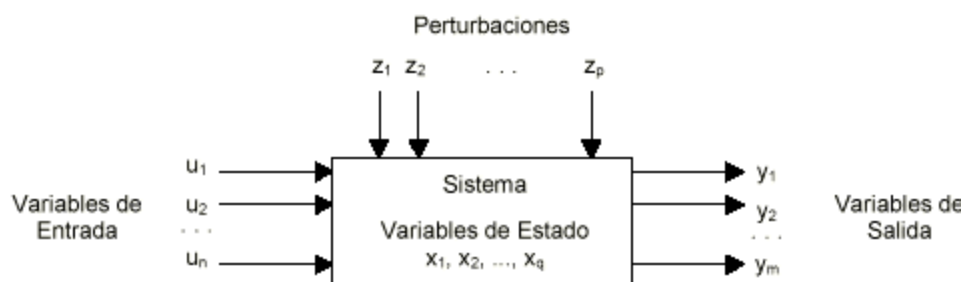 Perturbaciones
z₁ z₂ . . . zₚ
u₁
Sistema
y₁
Variables de
Entrada
u₂
. . .
uₙ
Variables de Estado
x₁, x₂, ..., x_q
y₂
. . .
yₘ
Variables de
Salida